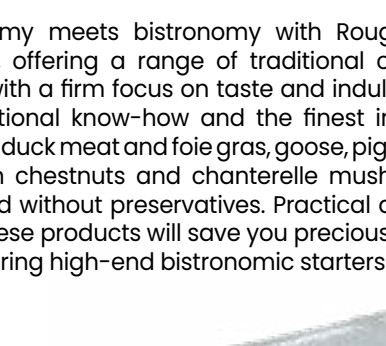 my meets bistronomy with Roug
offering a range of traditional c
with a firm focus on taste and indul
tional know-how and the finest i
duck meat and foie gras, goose, pig
chestnuts and chanterelle mush
d without preservatives. Practical
ese products will save you precious
ring high-end bistronomic starters